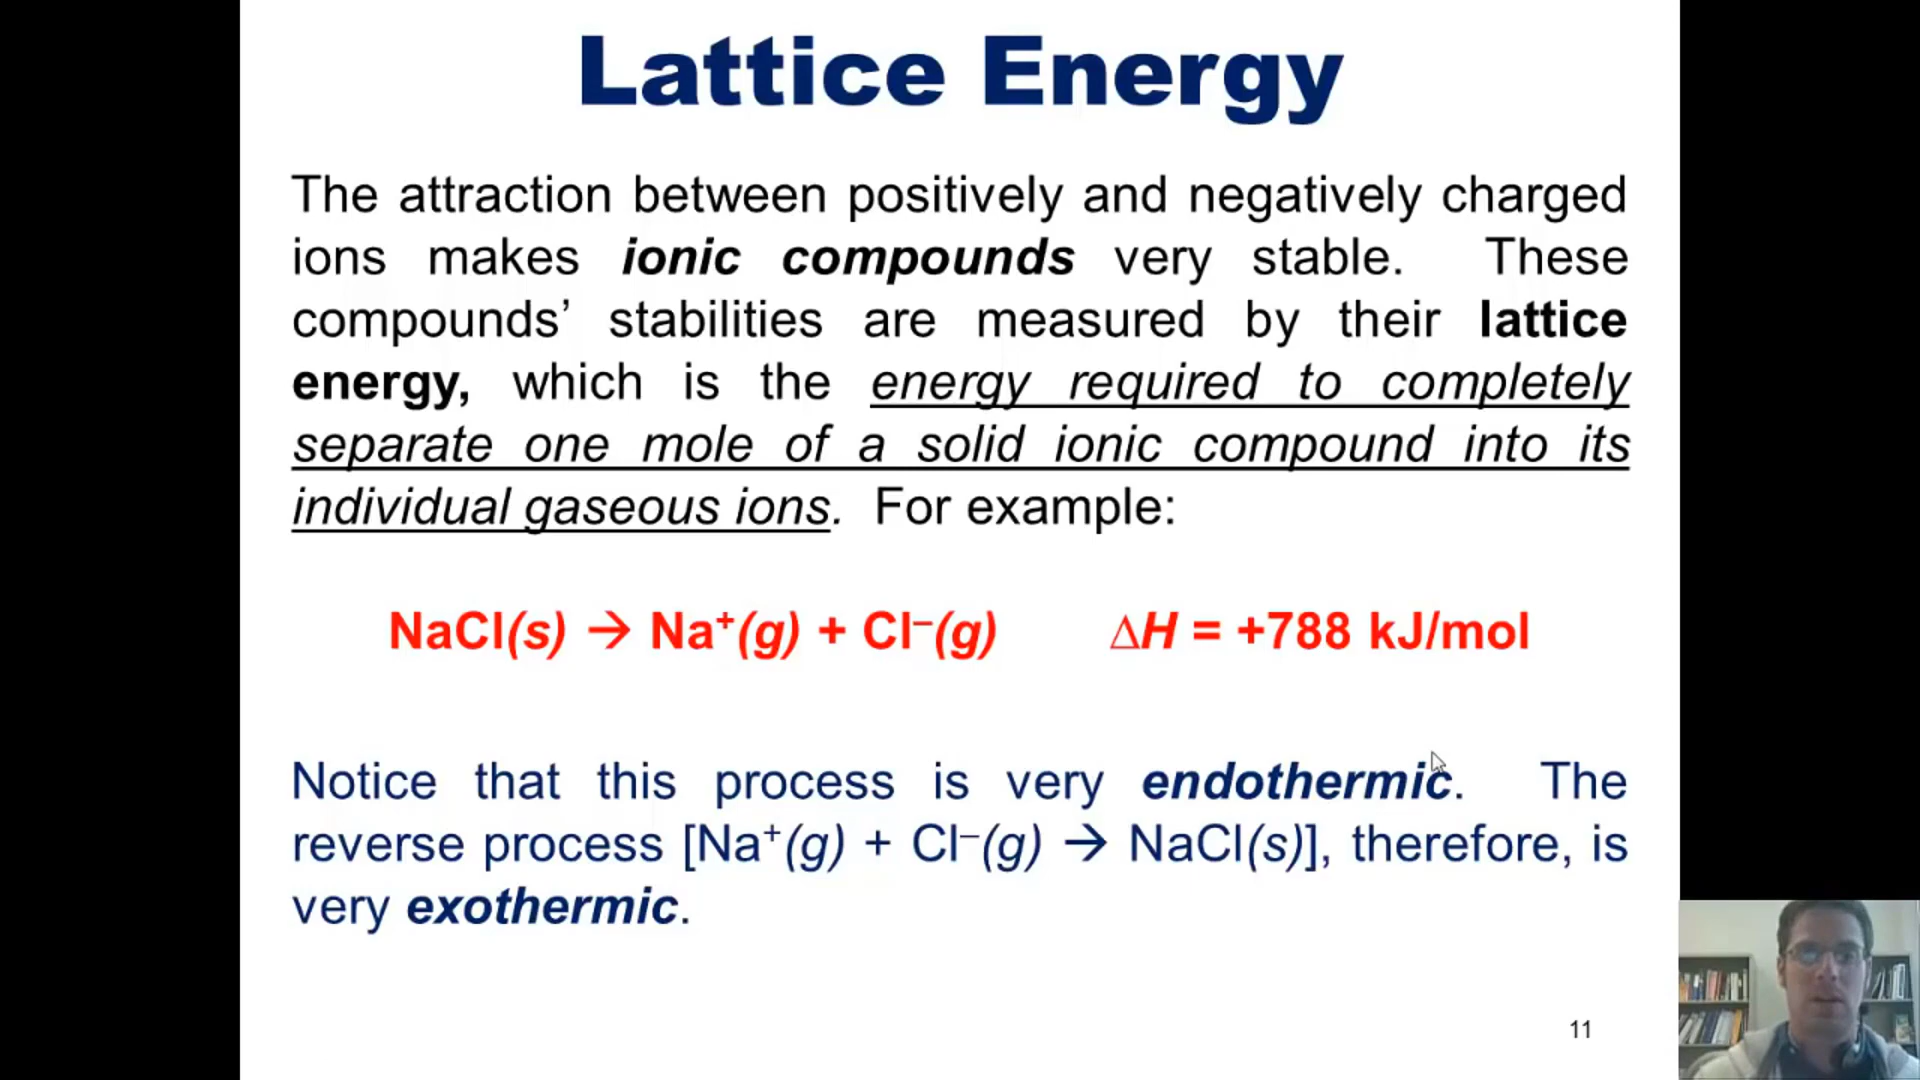 Lattice Energy
The attraction between positively and negatively charged
ions makes ionic compounds very stable. These
compounds’ stabilities are measured by their lattice
energy, which is the energy required to completely
separate one mole of a solid ionic compound into its
individual gaseous ions. For example:
NaCl(s) → Na⁺(g) + Cl⁻(g) ΔH = +788 kJ/mol
Notice that this process is very endothermic. The
reverse process [Na⁺(g) + Cl⁻(g) → NaCl(s)], therefore, is
very exothermic.
11